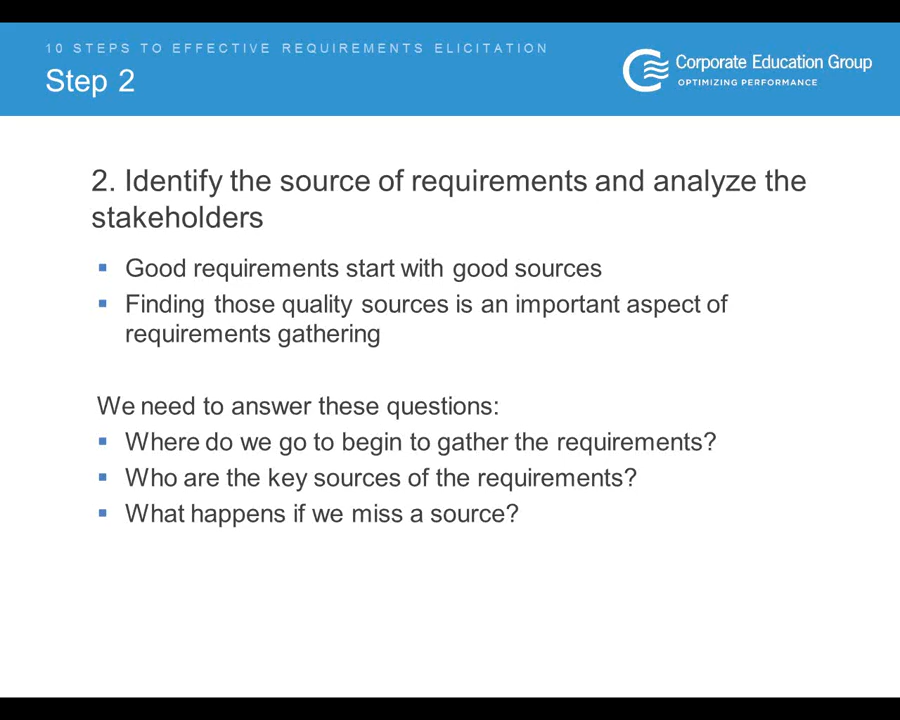 10 STEPS TO EFFECTIVE REQUIREMENTS ELICITATION
Step 2
Corporate Education Group
OPTIMIZING PERFORMANCE
2. Identify the source of requirements and analyze the
stakeholders
▪ Good requirements start with good sources
▪ Finding those quality sources is an important aspect of
requirements gathering
We need to answer these questions:
▪ Where do we go to begin to gather the requirements?
▪ Who are the key sources of the requirements?
▪ What happens if we miss a source?